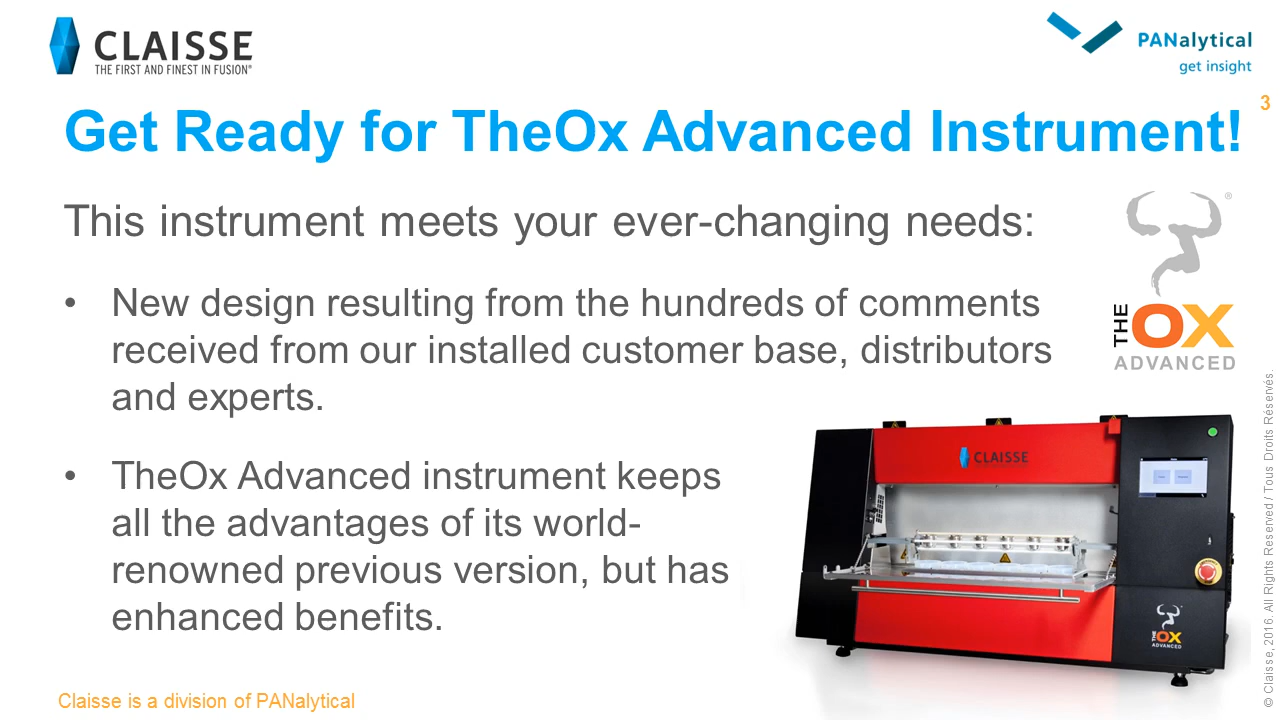 CLAISSE
THE FIRST AND FINEST IN FUSION®
PANalytical
get insight
3
Get Ready for TheOx Advanced Instrument!
This instrument meets your ever-changing needs:
• New design resulting from the hundreds of comments
received from our installed customer base, distributors
and experts.
• TheOx Advanced instrument keeps
all the advantages of its world-
renowned previous version, but has
enhanced benefits.
®
THE OX
ADVANCED
CLAISSE
THE OX
ADVANCED
© Claisse, 2016. All Rights Reserved / Tous Droits Réservés.
Claisse is a division of PANalytical